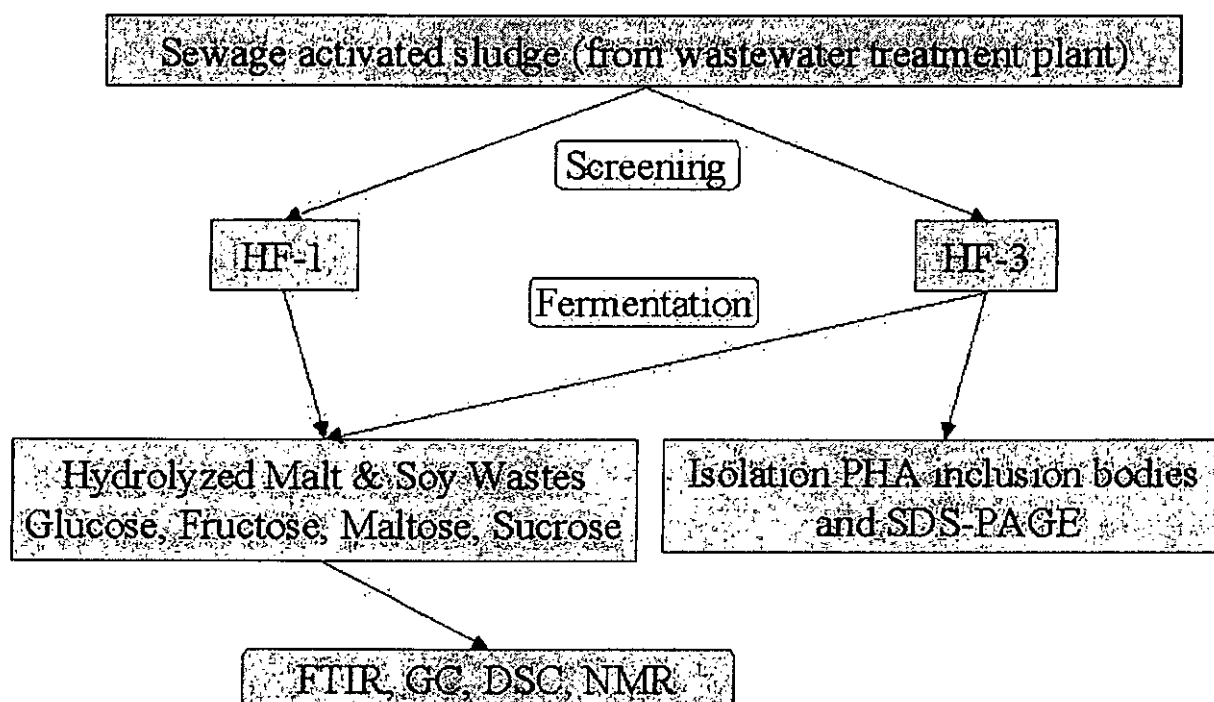 Sewage activated sludge (from wastewater treatment plant)
Screening
HF-1
HF-3
Fermentation
Hydrolyzed Malt & Soy Wastes
Glucose, Fructose, Maltose, Sucrose
Isolation PHA inclusion bodies
and SDS-PAGE
FTIR, GC, DSC, NMR